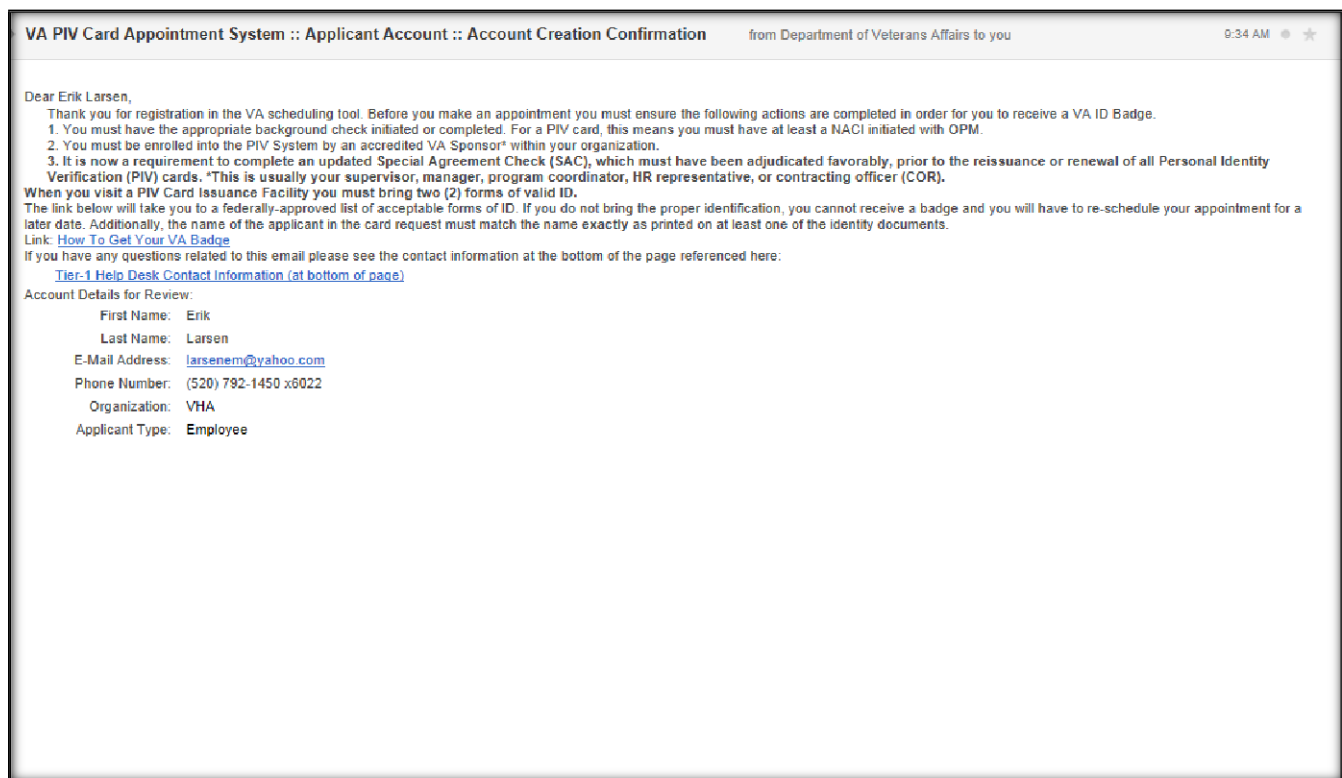 VA PIV Card Appointment System :: Applicant Account :: Account Creation Confirmation from Department of Veterans Affairs to you 9:34 AM
Dear Erik Larsen,
Thank you for registration in the VA scheduling tool. Before you make an appointment you must ensure the following actions are completed in order for you to receive a VA ID Badge.
1. You must have the appropriate background check initiated or completed. For a PIV card, this means you must have at least a NACI initiated with OPM.
2. You must be enrolled into the PIV System by an accredited VA Sponsor* within your organization.
3. It is now a requirement to complete an updated Special Agreement Check (SAC), which must have been adjudicated favorably, prior to the reissuance or renewal of all Personal Identity
Verification (PIV) cards. *This is usually your supervisor, manager, program coordinator, HR representative, or contracting officer (COR).
When you visit a PIV Card Issuance Facility you must bring two (2) forms of valid ID.
The link below will take you to a federally-approved list of acceptable forms of ID. If you do not bring the proper identification, you cannot receive a badge and you will have to re-schedule your appointment for a
later date. Additionally, the name of the applicant in the card request must match the name exactly as printed on at least one of the identity documents.
Link: How To Get Your VA Badge
If you have any questions related to this email please see the contact information at the bottom of the page referenced here:
Tier-1 Help Desk Contact Information (at bottom of page)
Account Details for Review:
First Name: Erik
Last Name: Larsen
E-Mail Address: larsenem@yahoo.com
Phone Number: (520) 792-1450 x6022
Organization: VHA
Applicant Type: Employee